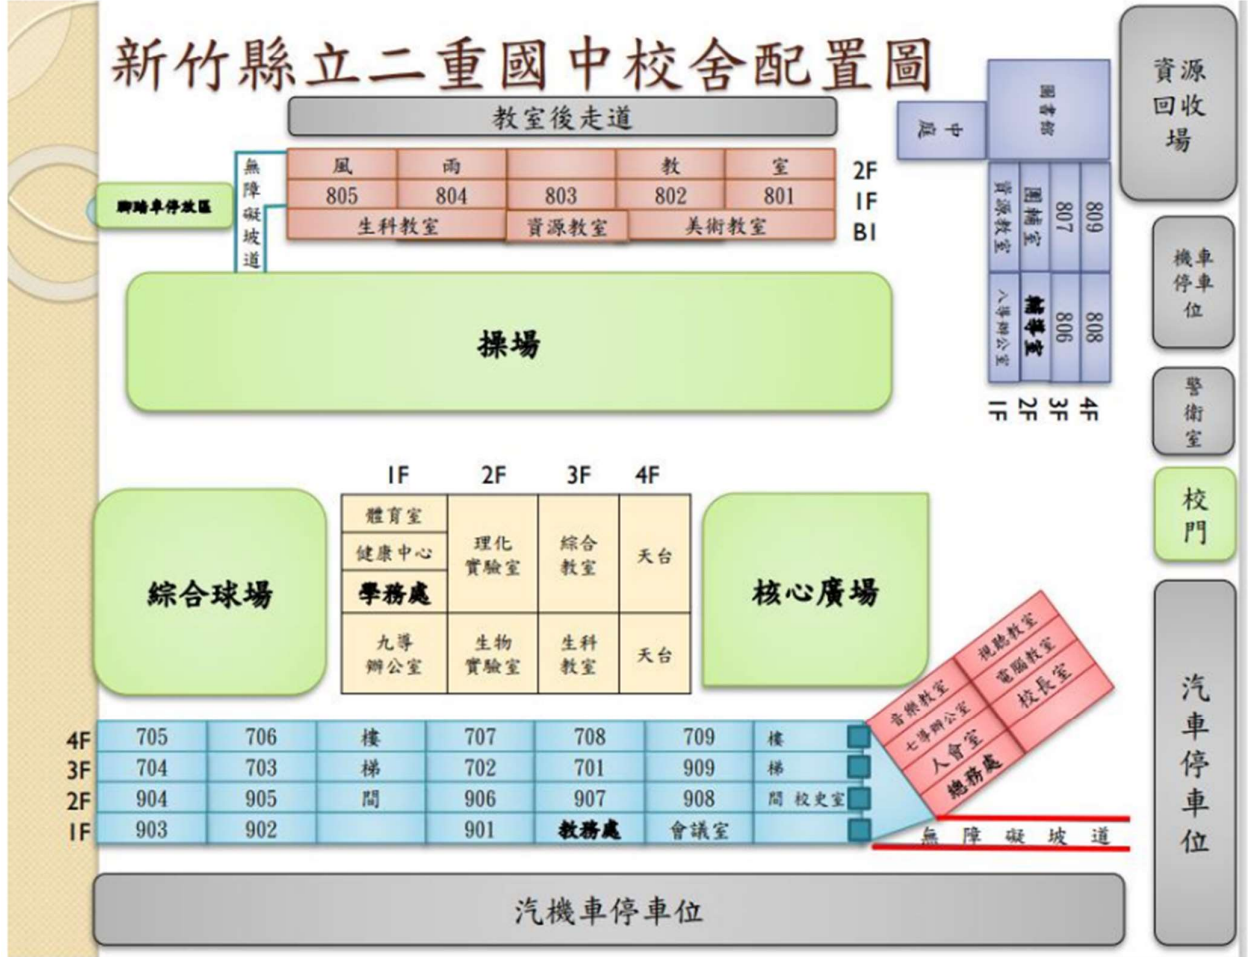 新竹縣立二重國中校舍配置圖
教室後走道
風 雨 教 室 2F
805 804 803 802 801 1F
生科教室 資源教室 美術教室 B1
無障礙坡道
腳踏車停放區
操場
中庭
圖書館
資源教室 團輔室 807 809
八導辦公室 輔導室 806 808
1F 2F 3F 4F
資源回收場
機車停車位
警衛室
校門
汽車停車位
1F 2F 3F 4F
體育室
健康中心
學務處
理化實驗室
綜合教室
天台
九導辦公室
生物實驗室
生科教室
天台
綜合球場
核心廣場
視聽教室
電腦教室
校長室
音樂教室
七導辦公室
人會室
總務處
4F 705 706 樓 707 708 709 樓
3F 704 703 梯 702 701 909 梯
2F 904 905 間 906 907 908 間 校史室
1F 903 902 901 教務處 會議室
無障礙坡道
汽機車停車位